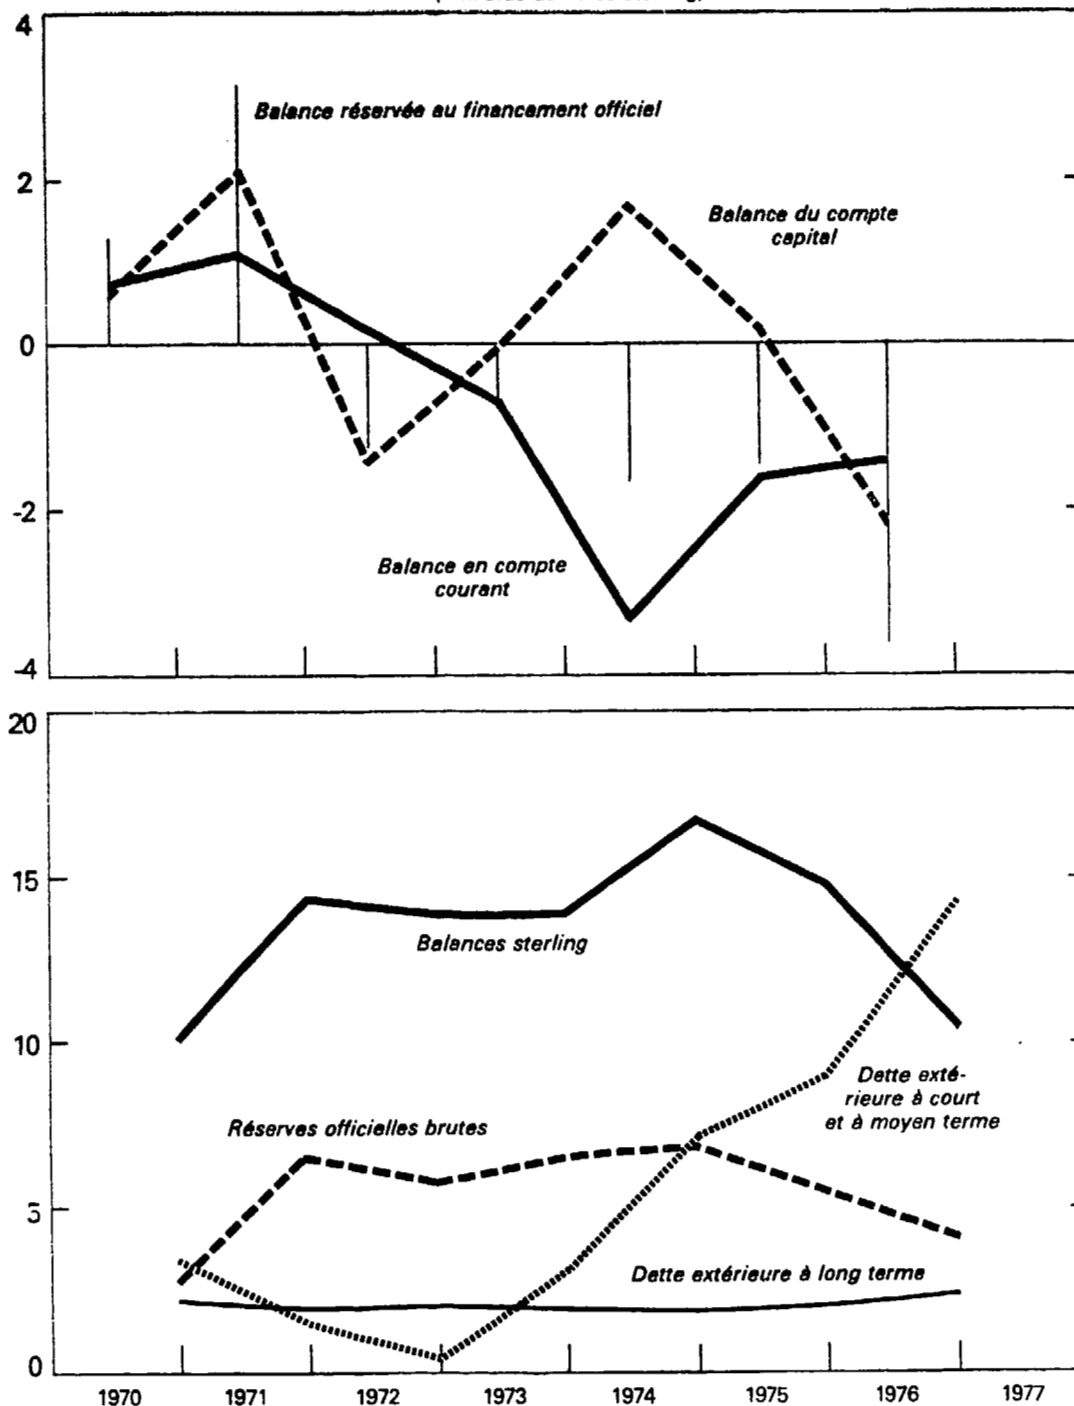 4
Balance réservée au financement officiel
2
Balance du compte
capital
0
-2
Balance en compte
courant
-4
20
15
Balances sterling
10
Dette exté-
rieure à court
et à moyen terme
Réserves officielles brutes
5
Dette extérieure à long terme
0
1970 1971 1972 1973 1974 1975 1976 1977